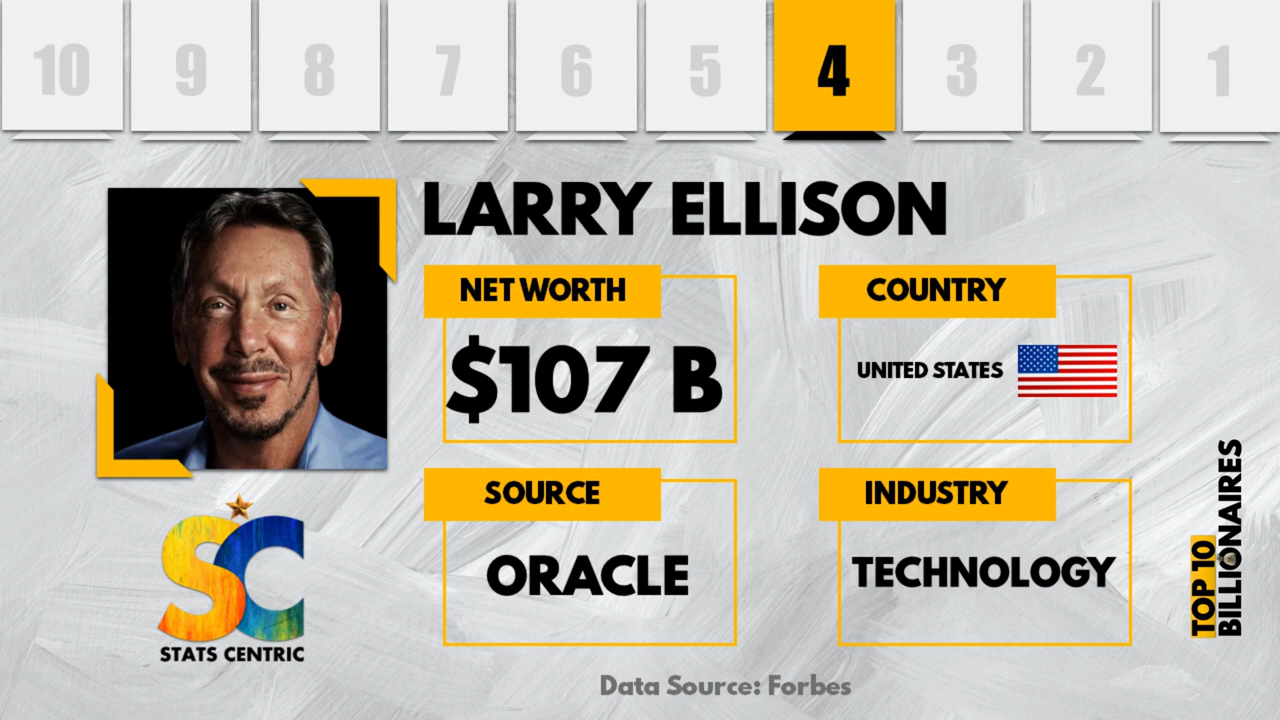 10 9 8 7 6 5 4 3 2 1
LARRY ELLISON
NET WORTH
$107 B
COUNTRY
UNITED STATES
SOURCE
ORACLE
INDUSTRY
TECHNOLOGY
SC
STATS CENTRIC
TOP 10
BILLIONAIRES
Data Source: Forbes